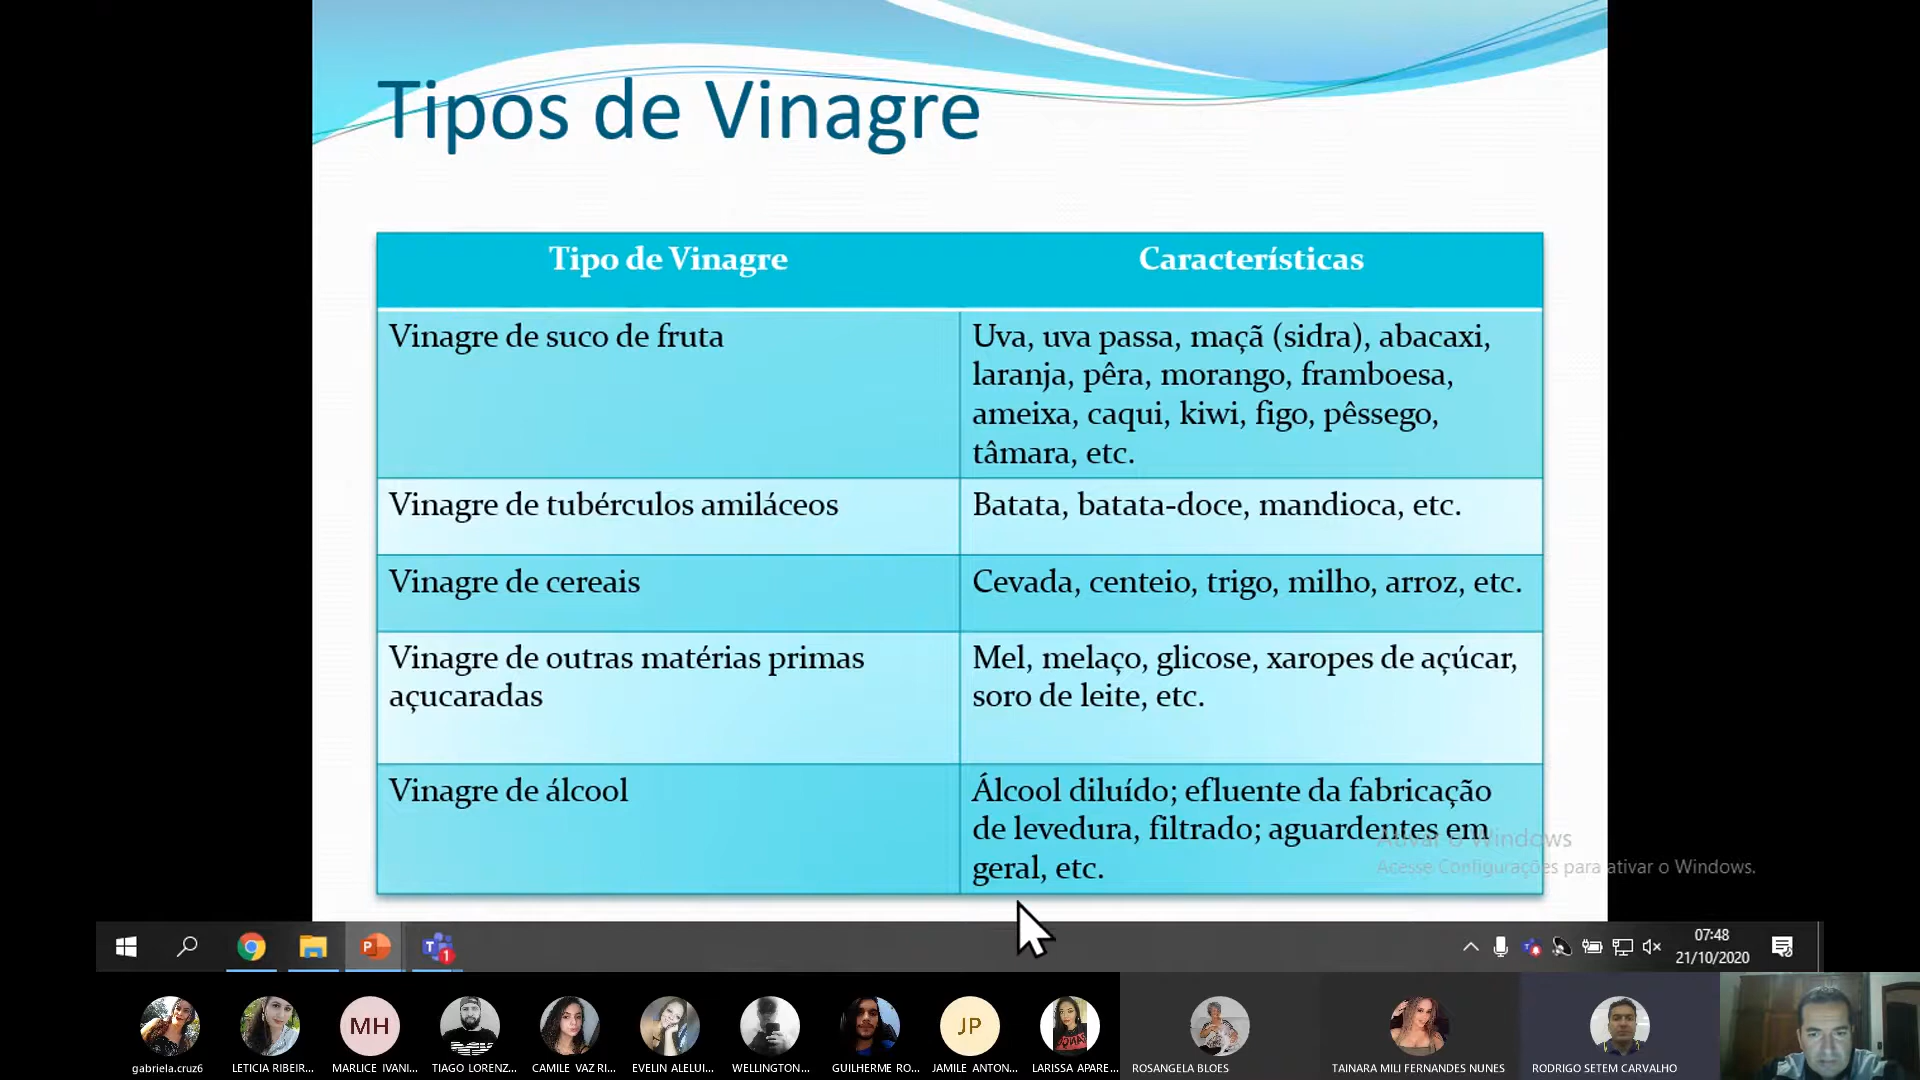 Tipos de Vinagre
Tipo de Vinagre
Características
Vinagre de suco de fruta
Uva, uva passa, maçã (sidra), abacaxi,
laranja, pêra, morango, framboesa,
ameixa, caqui, kiwi, figo, pêssego,
tâmara, etc.
Vinagre de tubérculos amiláceos
Batata, batata-doce, mandioca, etc.
Vinagre de cereais
Cevada, centeio, trigo, milho, arroz, etc.
Vinagre de outras matérias primas
açucaradas
Mel, melaço, glicose, xaropes de açúcar,
soro de leite, etc.
Vinagre de álcool
Álcool diluído; efluente da fabricação
de levedura, filtrado; aguardentes em
geral, etc.
Ativar o Windows
Acesse Configurações para ativar o Windows.
07:48
21/10/2020
1
MH
JP
gabriela.cruz6
LETICIA RIBEIR...
MARLICE IVANI...
TIAGO LORENZ...
CAMILE VAZ RI...
EVELIN ALELUI...
WELLINGTON...
GUILHERME RO...
JAMILE ANTON...
LARISSA APARE...
ROSANGELA BLOES
TAINARA MILI FERNANDES NUNES
RODRIGO SETEM CARVALHO